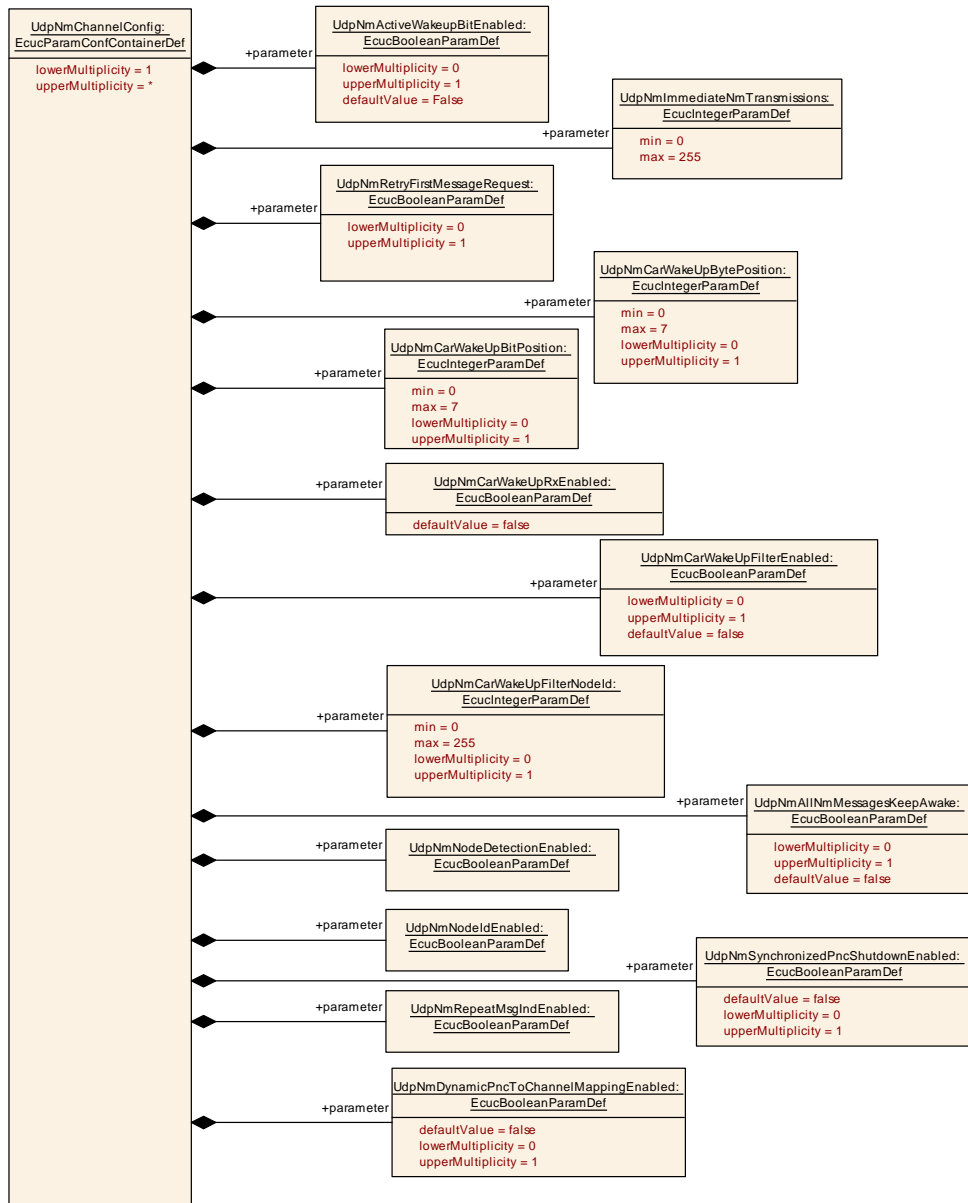 UdpNmChannelConfig:
EcucParamConfContainerDef
lowerMultiplicity = 1
upperMultiplicity = *
+parameter
UdpNmActiveWakeupBitEnabled:
EcucBooleanParamDef
lowerMultiplicity = 0
upperMultiplicity = 1
defaultValue = False
+parameter
UdpNmImmediateNmTransmissions:
EcucIntegerParamDef
min = 0
max = 255
+parameter
UdpNmRetryFirstMessageRequest:
EcucBooleanParamDef
lowerMultiplicity = 0
upperMultiplicity = 1
+parameter
UdpNmCarWakeUpBytePosition:
EcucIntegerParamDef
min = 0
max = 7
lowerMultiplicity = 0
upperMultiplicity = 1
+parameter
UdpNmCarWakeUpBitPosition:
EcucIntegerParamDef
min = 0
max = 7
lowerMultiplicity = 0
upperMultiplicity = 1
+parameter
UdpNmCarWakeUpRxEnabled:
EcucBooleanParamDef
defaultValue = false
+parameter
UdpNmCarWakeUpFilterEnabled:
EcucBooleanParamDef
lowerMultiplicity = 0
upperMultiplicity = 1
defaultValue = false
+parameter
UdpNmCarWakeUpFilterNodeId:
EcucIntegerParamDef
min = 0
max = 255
lowerMultiplicity = 0
upperMultiplicity = 1
+parameter
UdpNmAllNmMessagesKeepAwake:
EcucBooleanParamDef
lowerMultiplicity = 0
upperMultiplicity = 1
defaultValue = false
+parameter
UdpNmNodeDetectionEnabled:
EcucBooleanParamDef
+parameter
UdpNmNodeIdEnabled:
EcucBooleanParamDef
+parameter
UdpNmSynchronizedPncShutdownEnabled:
EcucBooleanParamDef
defaultValue = false
lowerMultiplicity = 0
upperMultiplicity = 1
+parameter
UdpNmRepeatMsgIndEnabled:
EcucBooleanParamDef
+parameter
UdpNmDynamicPncToChannelMappingEnabled:
EcucBooleanParamDef
defaultValue = false
lowerMultiplicity = 0
upperMultiplicity = 1